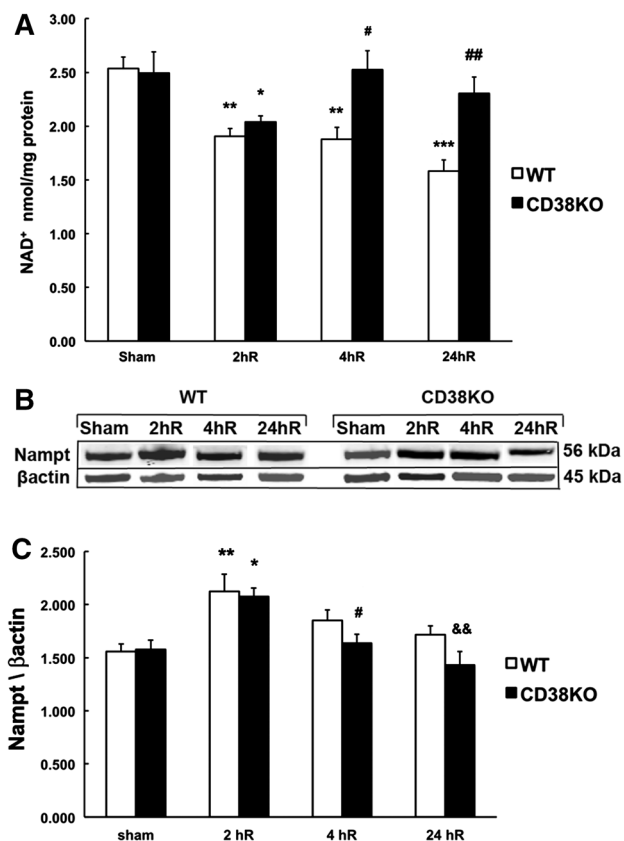 A
3.00
2.50
2.00
1.50
1.00
0.50
0.00
NAD+ nmol/mg protein
** *
** #
*** ##
Sham 2hR 4hR 24hR
WT
CD38KO
B
WT CD38KO
Sham 2hR 4hR 24hR Sham 2hR 4hR 24hR
Nampt 56 kDa
βactin 45 kDa
C
2.500
2.000
1.500
1.000
0.500
0.000
Nampt \ βactin
** *
#
&&
sham 2 hR 4 hR 24 hR
WT
CD38KO